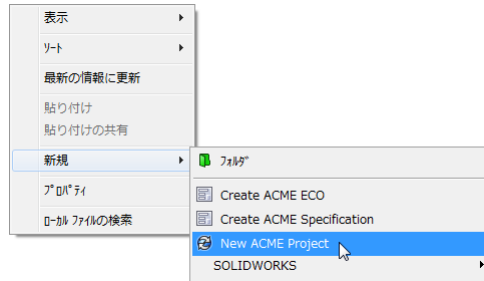 表示
ｿｰﾄ
最新の情報に更新
貼り付け
貼り付けの共有
新規
ﾌﾟﾛﾊﾟﾃｨ
ﾛｰｶﾙ ﾌｧｲﾙの検索
ﾌｫﾙﾀﾞ
Create ACME ECO
Create ACME Specification
New ACME Project
SOLIDWORKS